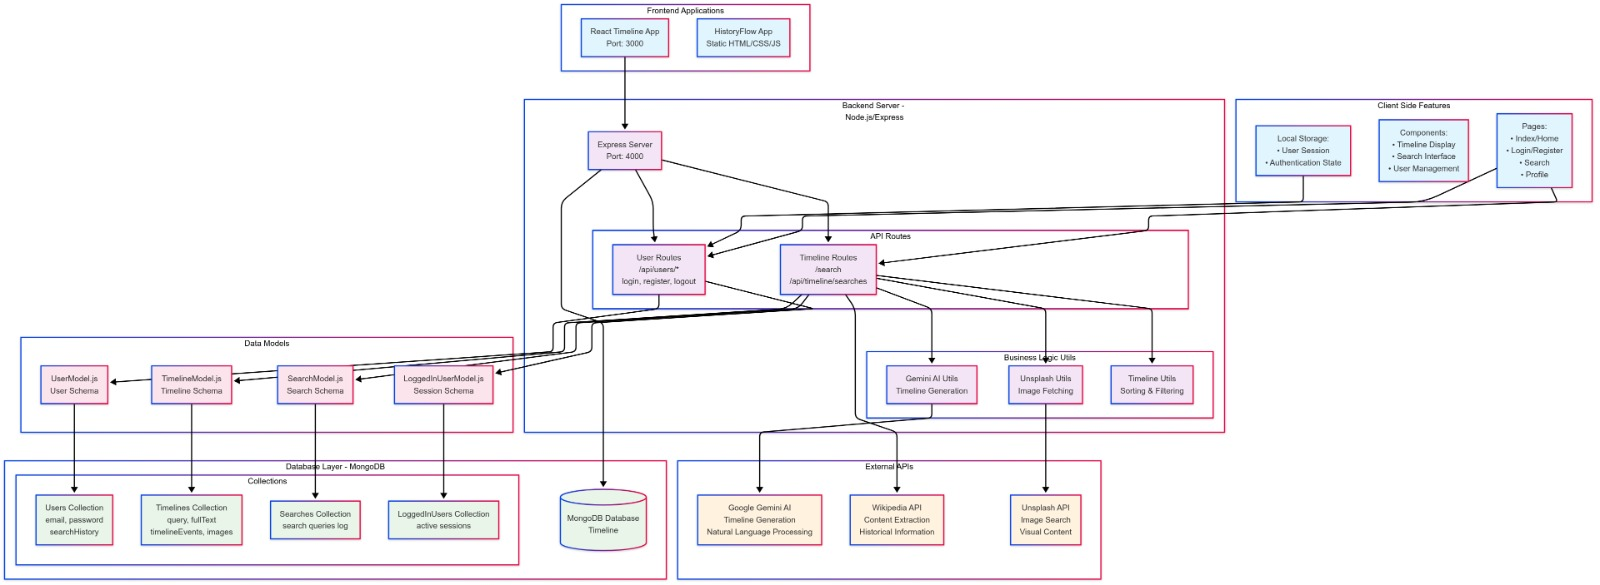 Frontend Applications
React Timeline App
Port: 3000
HistoryFlow App
Static HTML/CSS/JS
Backend Server -
Node.js/Express
Express Server
Port: 4000
Client Side Features
Local Storage:
• User Session
• Authentication State
Components:
• Timeline Display
• Search Interface
• User Management
Pages:
• Index/Home
• Login/Register
• Search
• Profile
API Routes
User Routes
/api/users/*
login, register, logout
Timeline Routes
/search
/api/timeline/searches
Data Models
UserModel.js
User Schema
TimelineModel.js
Timeline Schema
SearchModel.js
Search Schema
LoggedInUserModel.js
Session Schema
Business Logic Utils
Gemini AI Utils
Timeline Generation
Unsplash Utils
Image Fetching
Timeline Utils
Sorting & Filtering
Database Layer - MongoDB
Collections
Users Collection
email, password
searchHistory
Timelines Collection
query, fullText
timelineEvents, images
Searches Collection
search queries log
LoggedInUsers Collection
active sessions
MongoDB Database
Timeline
External APIs
Google Gemini AI
Timeline Generation
Natural Language Processing
Wikipedia API
Content Extraction
Historical Information
Unsplash API
Image Search
Visual Content